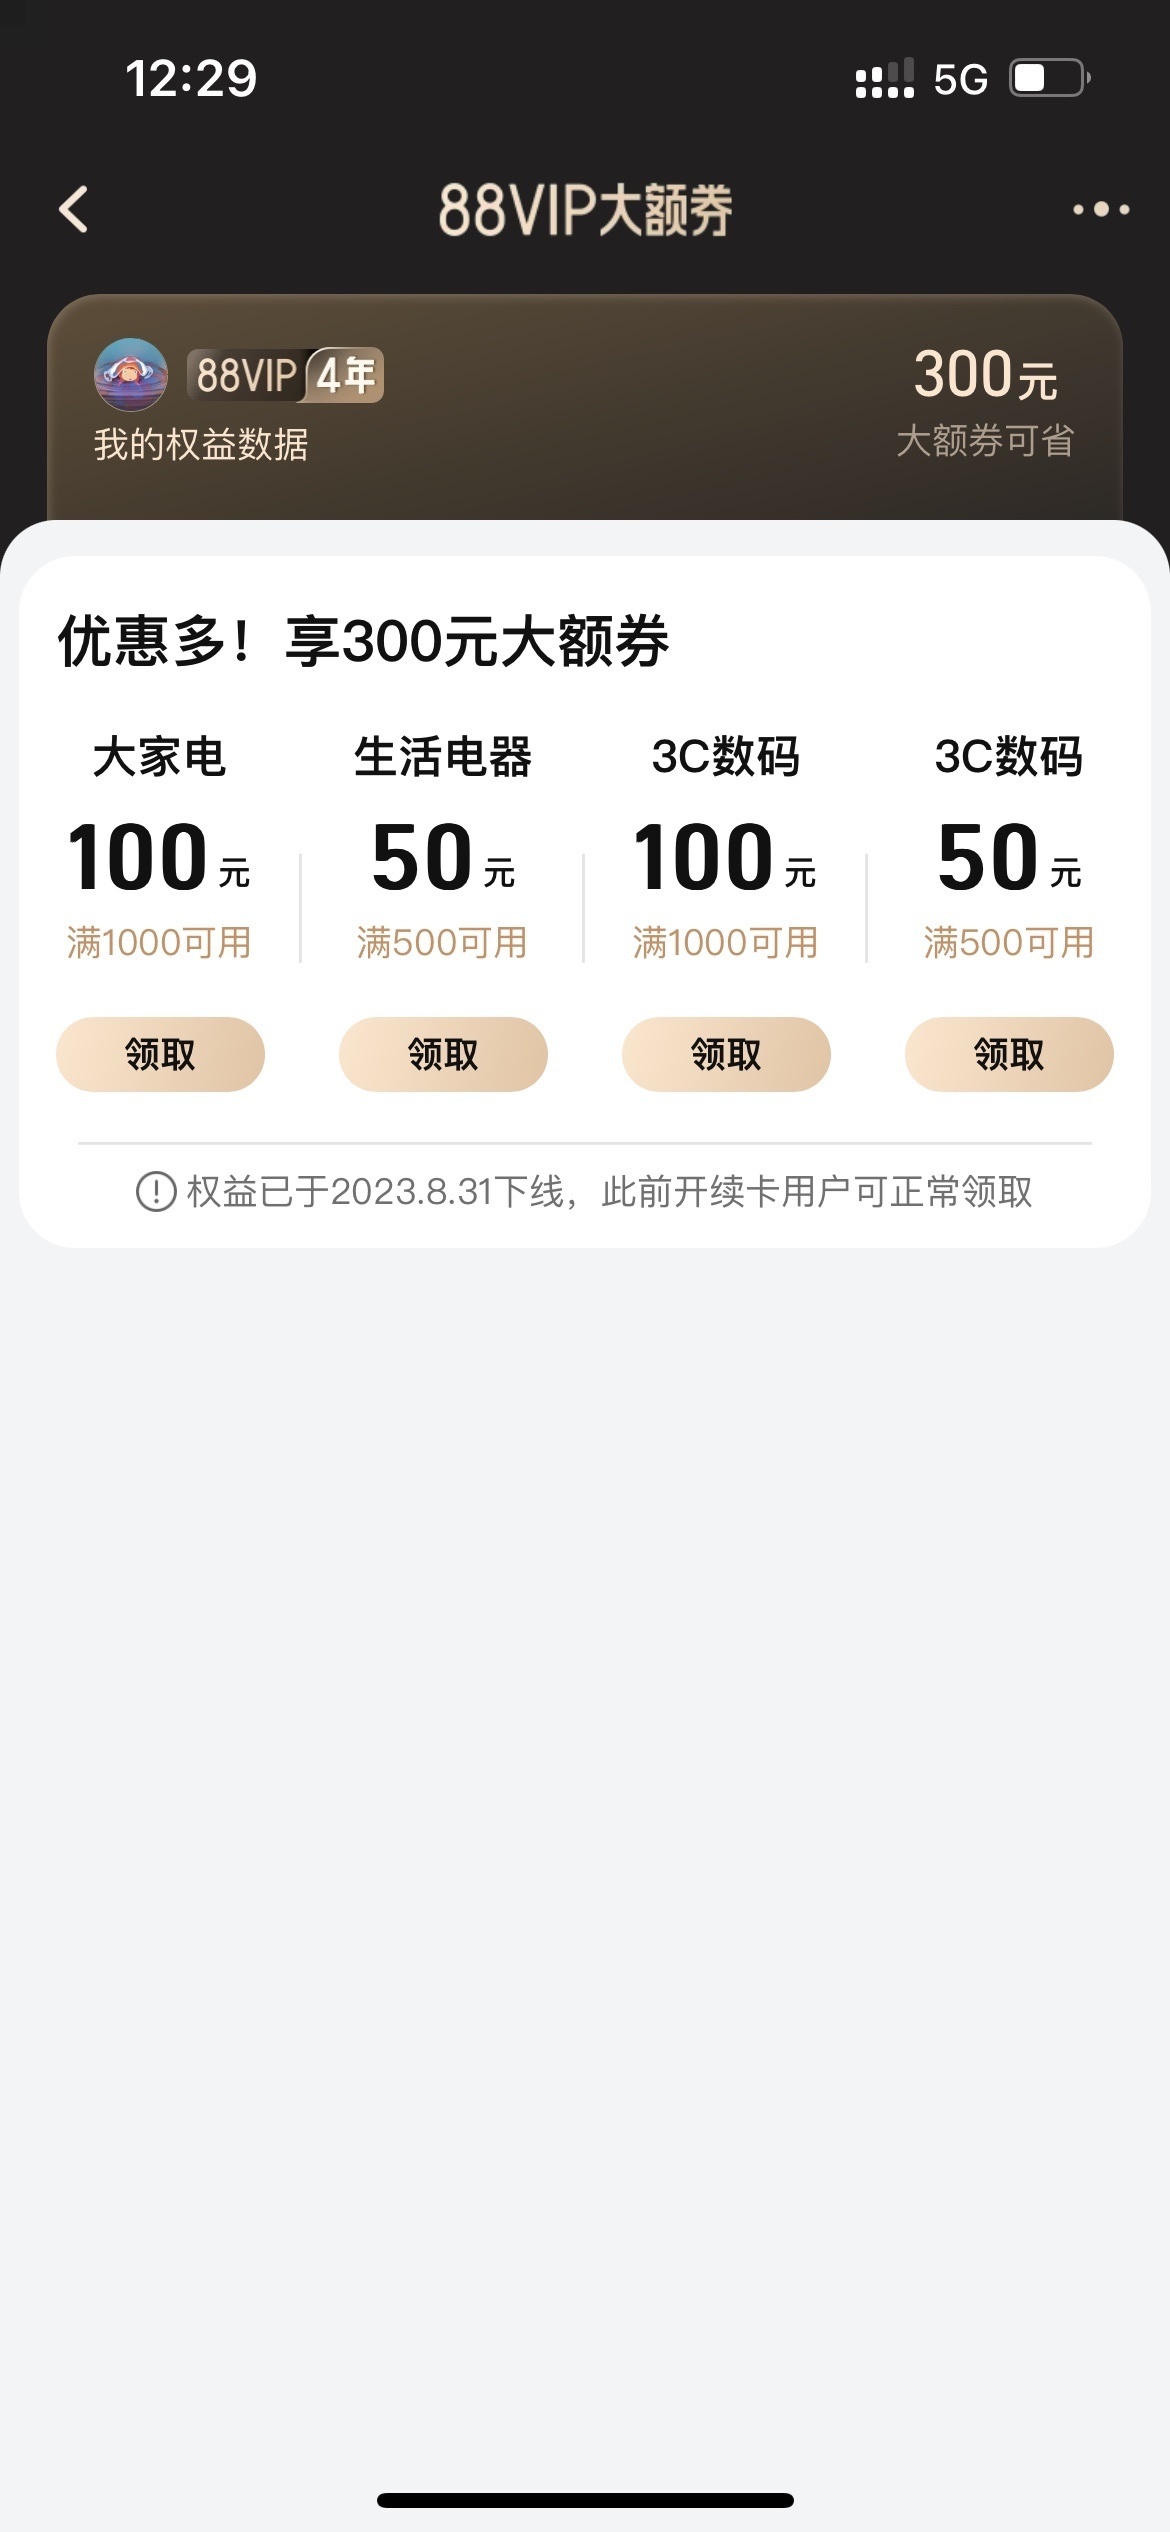 12:29 5G
88VIP大额券
88VIP 4年 300元
我的权益数据 大额券可省
优惠多！享300元大额券
大家电 生活电器 3C数码 3C数码
100元 50元 100元 50元
满1000可用 满500可用 满1000可用 满500可用
领取 领取 领取 领取
权益已于2023.8.31下线，此前开续卡用户可正常领取